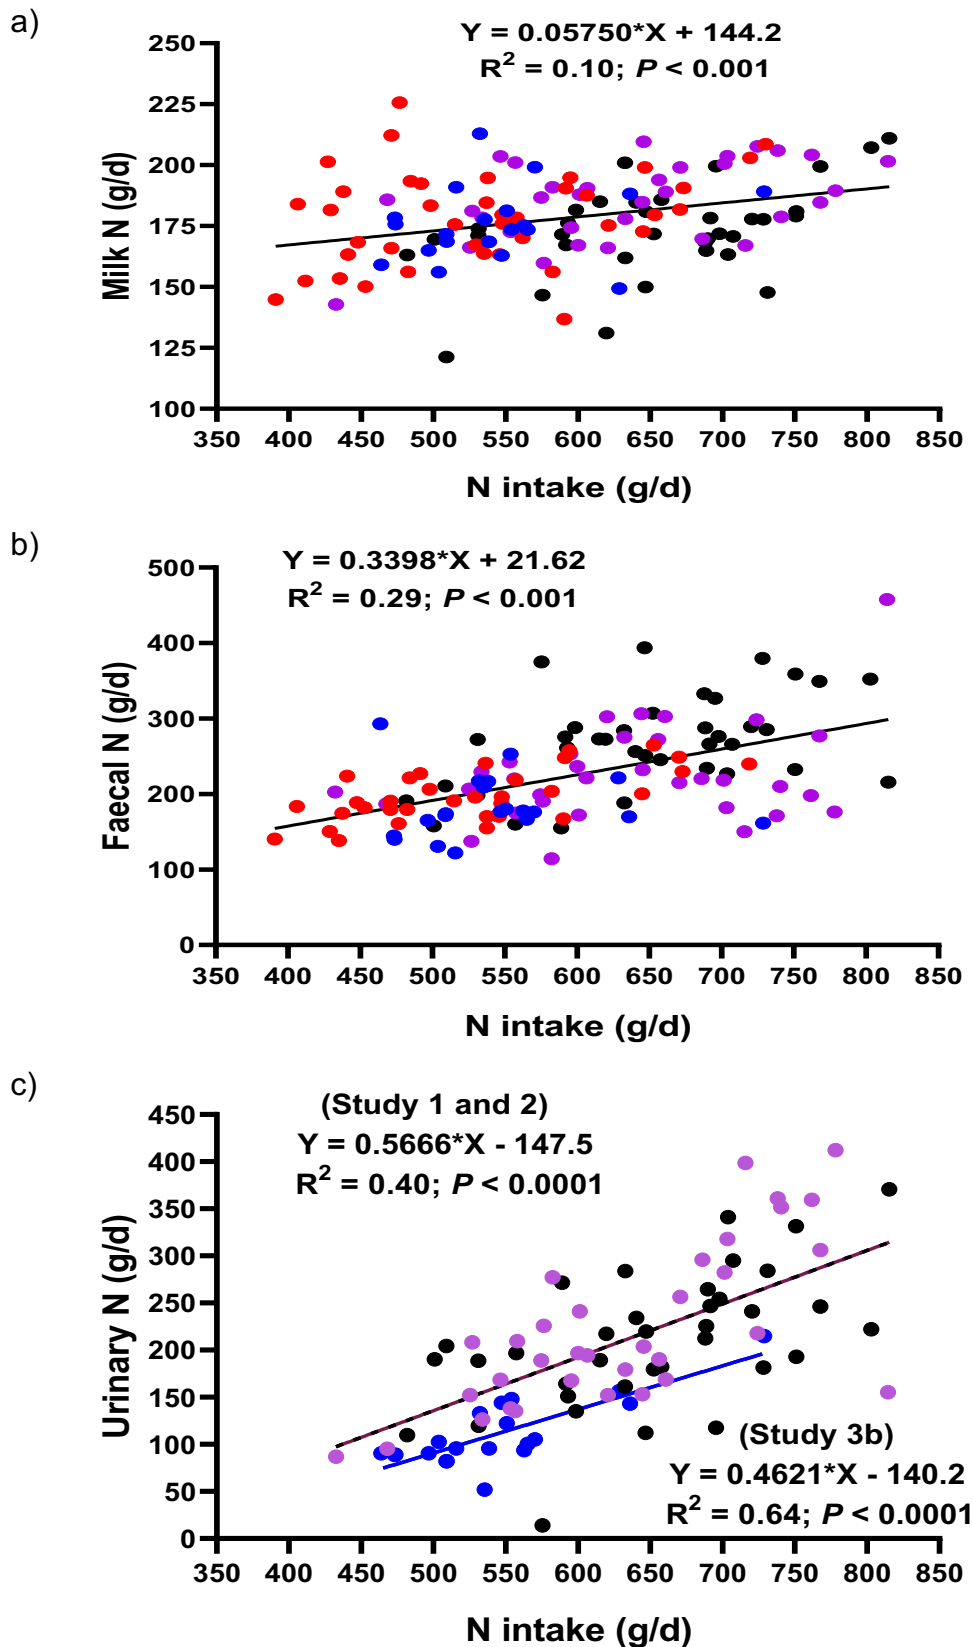 a)
Y = 0.05750*X + 144.2
R² = 0.10; P < 0.001
Milk N (g/d)
250
225
200
175
150
125
100
350 400 450 500 550 600 650 700 750 800 850
N intake (g/d)
b)
Y = 0.3398*X + 21.62
R² = 0.29; P < 0.001
Faecal N (g/d)
500
400
300
200
100
0
350 400 450 500 550 600 650 700 750 800 850
N intake (g/d)
c)
(Study 1 and 2)
Y = 0.5666*X - 147.5
R² = 0.40; P < 0.0001
Urinary N (g/d)
450
400
350
300
250
200
150
100
50
0
(Study 3b)
Y = 0.4621*X - 140.2
R² = 0.64; P < 0.0001
350 400 450 500 550 600 650 700 750 800 850
N intake (g/d)